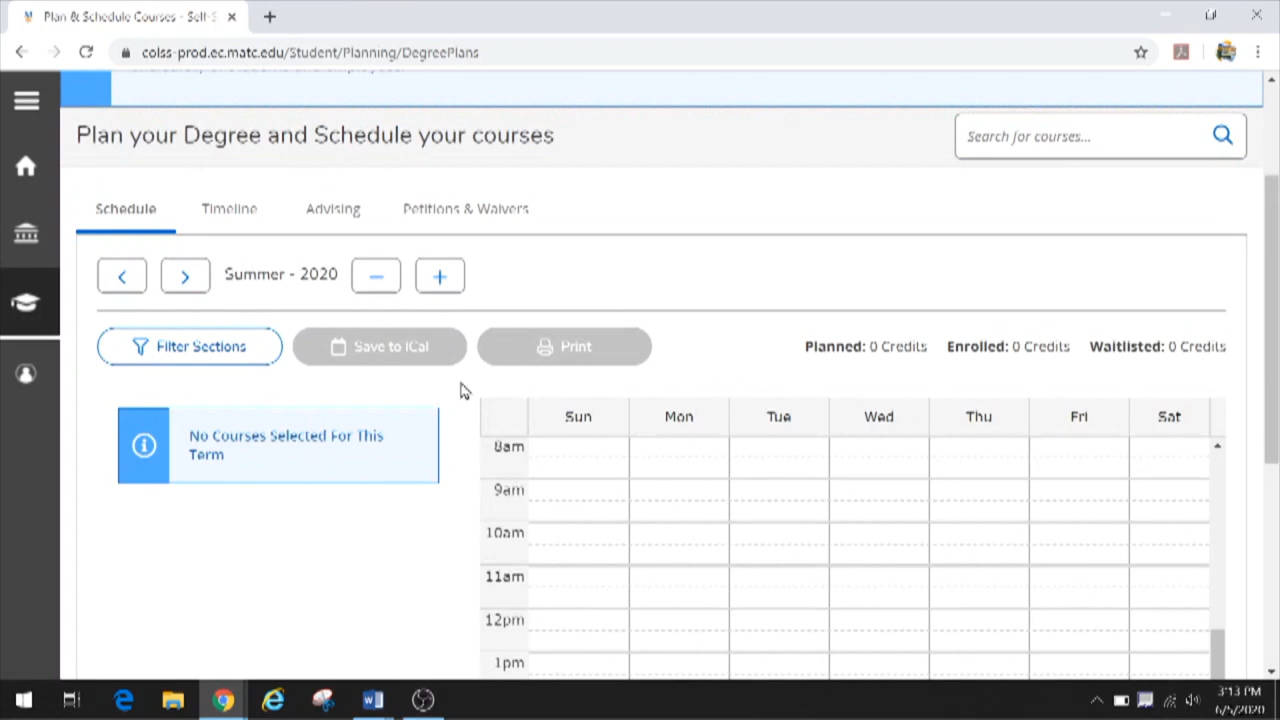 Plan & Schedule Courses - Self-S
colss-prod.ec.matc.edu/Student/Planning/DegreePlans
Plan your Degree and Schedule your courses
Search for courses...
Schedule Timeline Advising Petitions & Waivers
Summer - 2020
Filter Sections Save to iCal Print Planned: 0 Credits Enrolled: 0 Credits Waitlisted: 0 Credits
No Courses Selected For This
Term
Sun Mon Tue Wed Thu Fri Sat
8am
9am
10am
11am
12pm
1pm
3:13 PM
6/5/2020